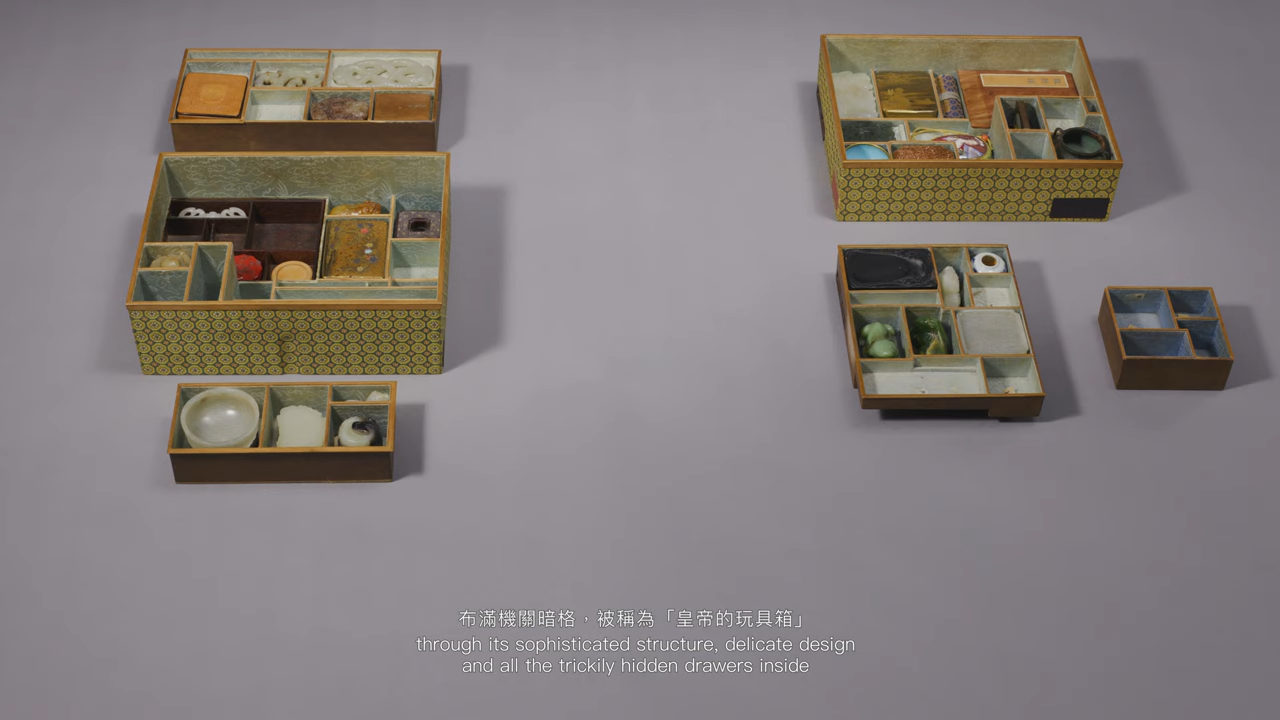 布滿機關暗格，被稱為「皇帝的玩具箱」
through its sophisticated structure, delicate design
and all the trickily hidden drawers inside